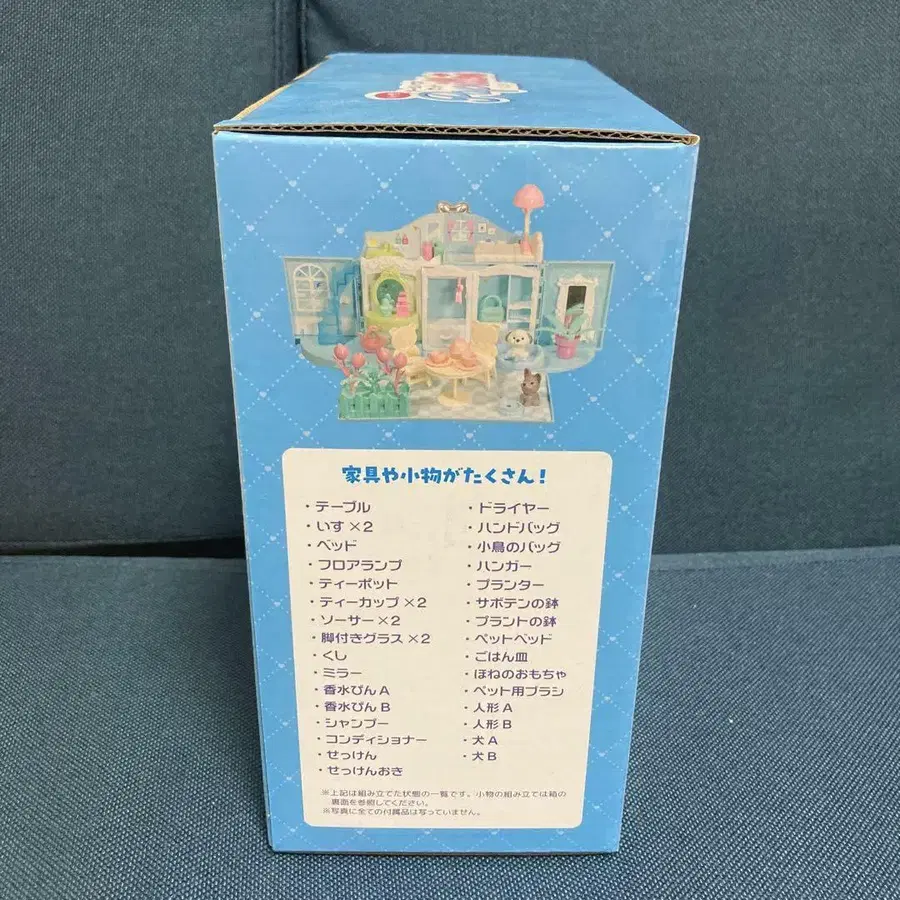 家具や小物がたくさん！
・テーブル
・いす×2
・ベッド
・フロアランプ
・ティーポット
・ティーカップ×2
・ソーサー×2
・脚付きグラス×2
・くし
・ミラー
・香水びんA
・香水びんB
・シャンプー
・コンディショナー
・せっけん
・せっけんおき
・ドライヤー
・ハンドバッグ
・小鳥のバッグ
・ハンガー
・プランター
・サボテンの鉢
・プラントの鉢
・ペットベッド
・ごはん皿
・ほねのおもちゃ
・ペット用ブラシ
・人形A
・人形B
・犬A
・犬B
※上記は組み立てた状態の一覧です。小物の組み立ては箱の
裏面を参照してください。
※写真に全ての付属品は写っていません。